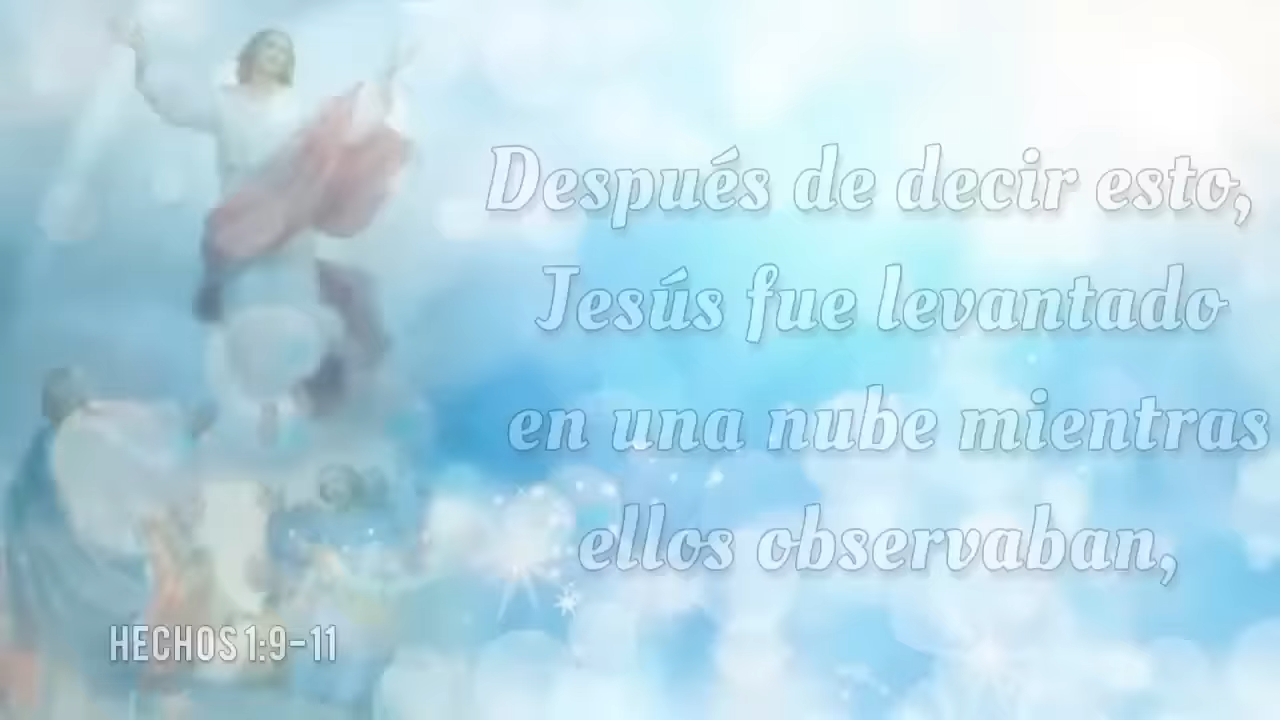 Después de decir esto,
Jesús fue levantado
en una nube mientras
ellos observaban,
HECHOS 1:9-11